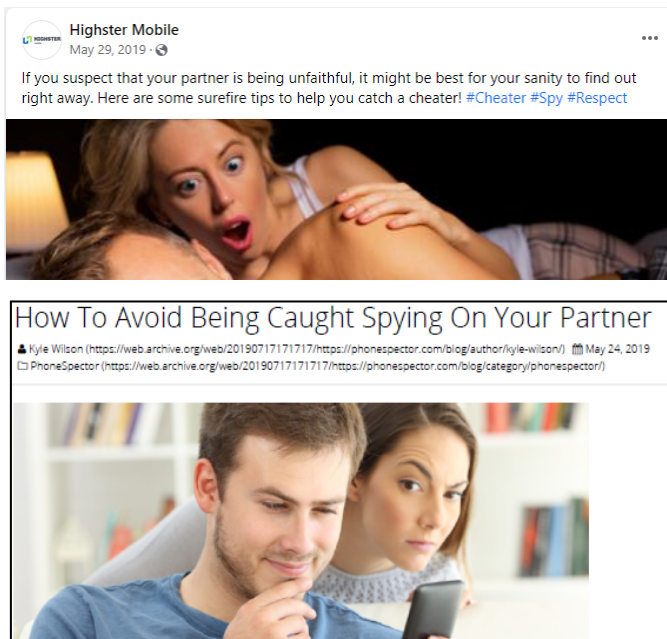 HIGHSTER
Highster Mobile
May 29, 2019 ·
If you suspect that your partner is being unfaithful, it might be best for your sanity to find out
right away. Here are some surefire tips to help you catch a cheater! #Cheater #Spy #Respect
How To Avoid Being Caught Spying On Your Partner
Kyle Wilson (https://web.archive.org/web/20190717171717/https://phonespector.com/blog/author/kyle-wilson/) May 24, 2019
PhoneSpector (https://web.archive.org/web/20190717171717/https://phonespector.com/blog/category/phonespector/)